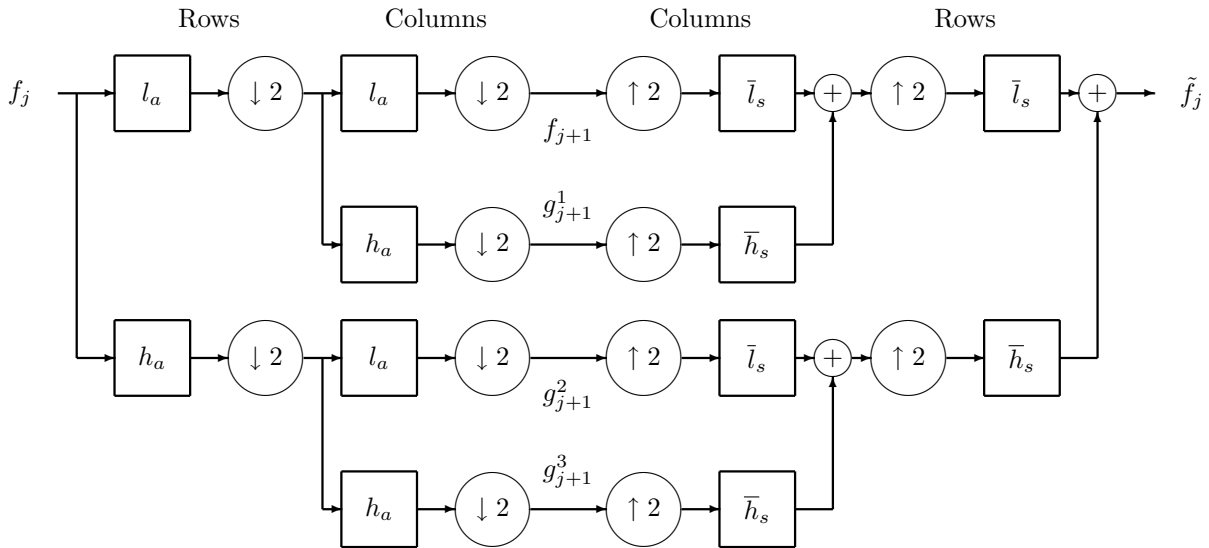 Rows Columns Columns Rows
f_j l_a ↓ 2 l_a ↓ 2 ↑ 2 l̄_s + ↑ 2 l̄_s + f̃_j
f_{j+1}
g^1_{j+1}
h_a ↓ 2 ↑ 2 h̄_s
h_a ↓ 2 l_a ↓ 2 ↑ 2 l̄_s + ↑ 2 h̄_s
g^2_{j+1}
g^3_{j+1}
h_a ↓ 2 ↑ 2 h̄_s